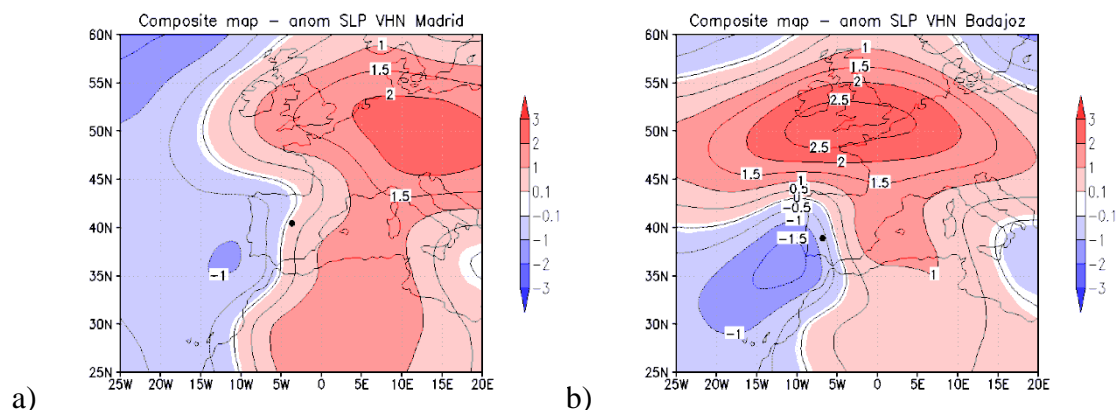 a)
Composite map − anom SLP VHN Madrid
60N
55N
50N
45N
40N
35N
30N
25N
25W 20W 15W 10W 5W 0 5E 10E 15E 20E
1
1.5
2
1.5
−1
3
2
1
0.1
−0.1
−1
−2
−3
b)
Composite map − anom SLP VHN Badajoz
60N
55N
50N
45N
40N
35N
30N
25N
25W 20W 15W 10W 5W 0 5E 10E 15E 20E
1
1.5
2
2.5
2.5
2
1.5
1.5
1
0.5
0
−0.5
−1
−1.5
1
−1
3
2
1
0.1
−0.1
−1
−2
−3